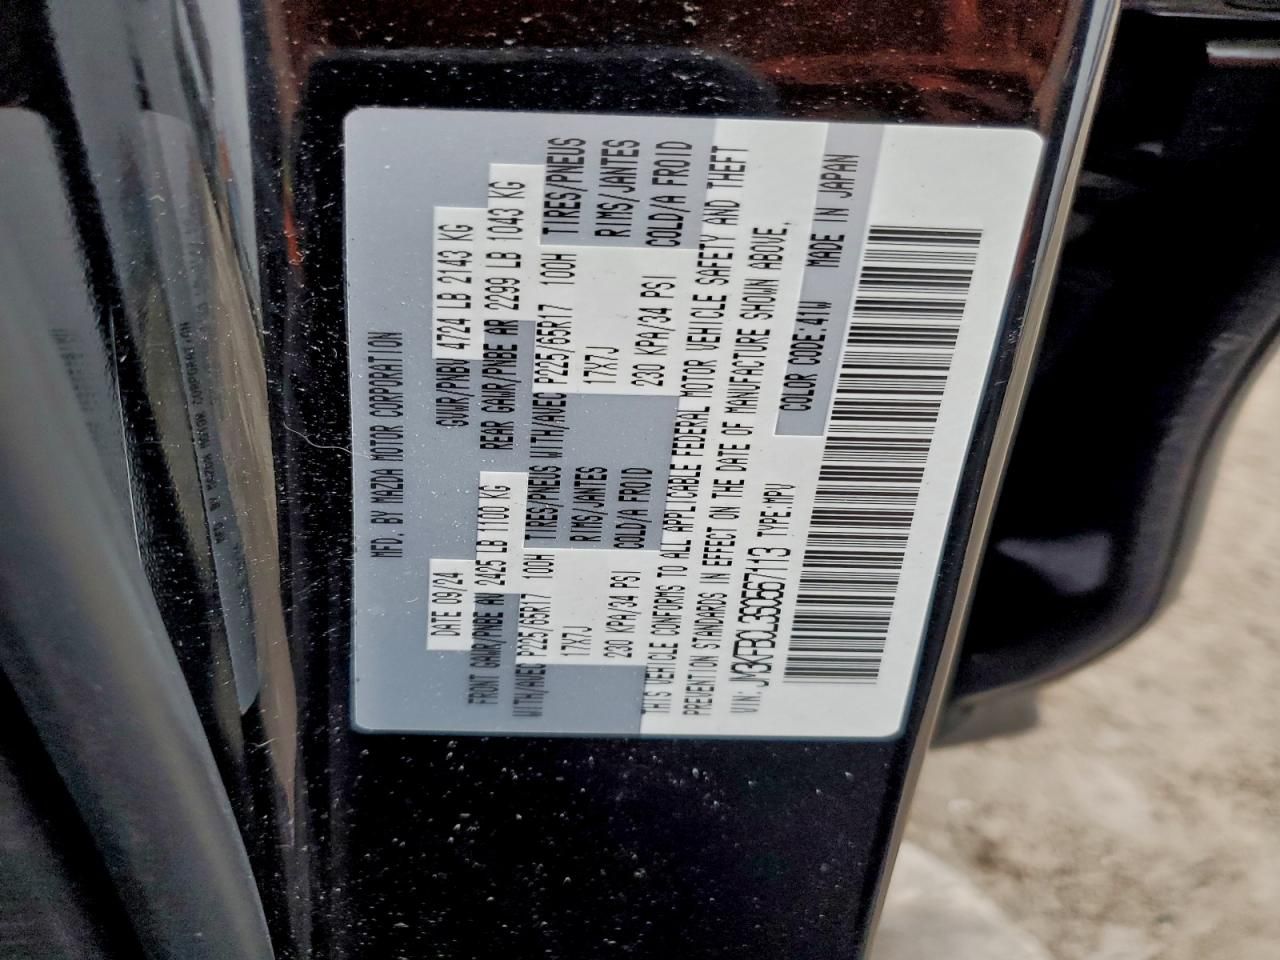 MFD. BY MAZDA MOTOR CORPORATION
DATE 09/24 GVWR/PNBV 4724 LB 2143 KG
FRONT GAWR/PNBE AV 2425 LB 1100 KG REAR GAWR/PNBE AR 2299 LB 1043 KG
WITH/AVEC P225/65R17 100H TIRES/PNEUS WITH/AVEC P225/65R17 100H TIRES/PNEUS
17X7J RIMS/JANTES 17X7J RIMS/JANTES
230 KPA/34 PSI COLD/A FROID 230 KPA/34 PSI COLD/A FROID
THIS VEHICLE CONFORMS TO ALL APPLICABLE FEDERAL MOTOR VEHICLE SAFETY AND THEFT
PREVENTION STANDARDS IN EFFECT ON THE DATE OF MANUFACTURE SHOWN ABOVE.
VIN: JM3KFBCL3S0567113 TYPE:MPV COLOR CODE:41W MADE IN JAPAN